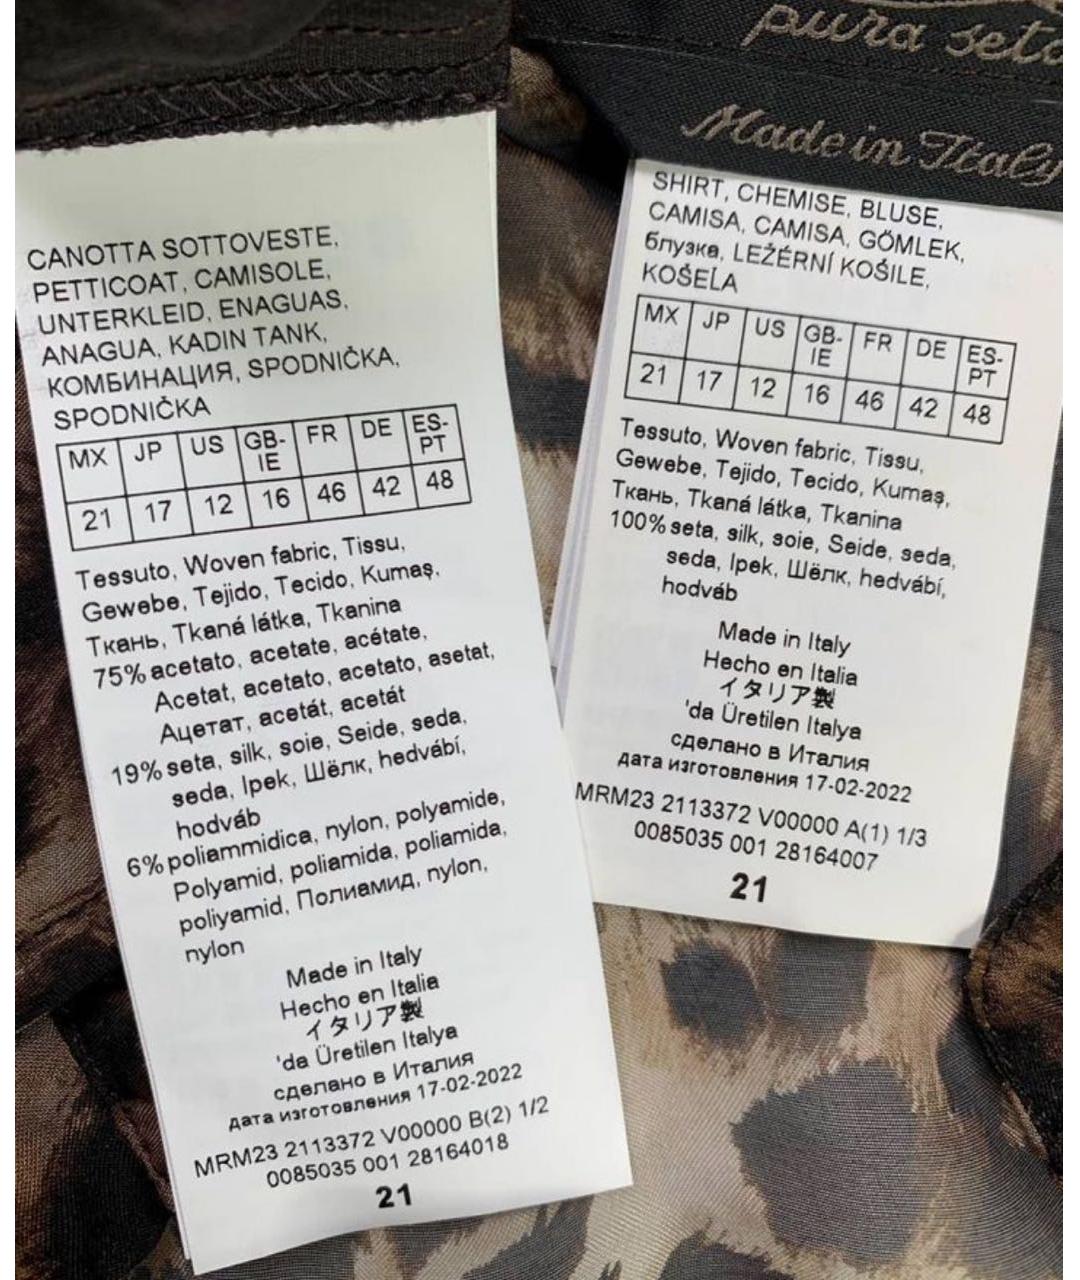 CANOTTA SOTTOVESTE,
PETTICOAT, CAMISOLE,
UNTERKLEID, ENAGUAS,
ANAGUA, KADIN TANK,
КОМБИНАЦИЯ, SPODNIČKA,
SPODNIČKA
MX JP US GB-IE FR DE ES-PT
21 17 12 16 46 42 48
Tessuto, Woven fabric, Tissu,
Gewebe, Tejido, Tecido, Kumaş,
Ткань, Tkaná látka, Tkanina
75% acetato, acetate, acétate,
Acetat, acetato, acetato, asetat,
Ацетат, acetát, acetát
19% seta, silk, soie, Seide, seda,
seda, Ipek, Шёлк, hedvábí,
hodváb
6% poliammidica, nylon, polyamide,
Polyamid, poliamida, poliamida,
poliyamid, Полиамид, nylon,
nylon
Made in Italy
Hecho en Italia
イタリア製
'da Üretilen Italya
сделано в Италия
дата изготовления 17-02-2022
MRM23 2113372 V00000 B(2) 1/2
0085035 001 28164018
21
pura seta
Made in Italy
SHIRT, CHEMISE, BLUSE,
CAMISA, CAMISA, GÖMLEK,
блузка, LEŽÉRNÍ KOŠILE,
KOŠEĽA
MX JP US GB-IE FR DE ES-PT
21 17 12 16 46 42 48
Tessuto, Woven fabric, Tissu,
Gewebe, Tejido, Tecido, Kumaş,
Ткань, Tkaná látka, Tkanina
100% seta, silk, soie, Seide, seda,
seda, Ipek, Шёлк, hedvábí,
hodváb
Made in Italy
Hecho en Italia
イタリア製
'da Üretilen Italya
сделано в Италия
дата изготовления 17-02-2022
MRM23 2113372 V00000 A(1) 1/3
0085035 001 28164007
21